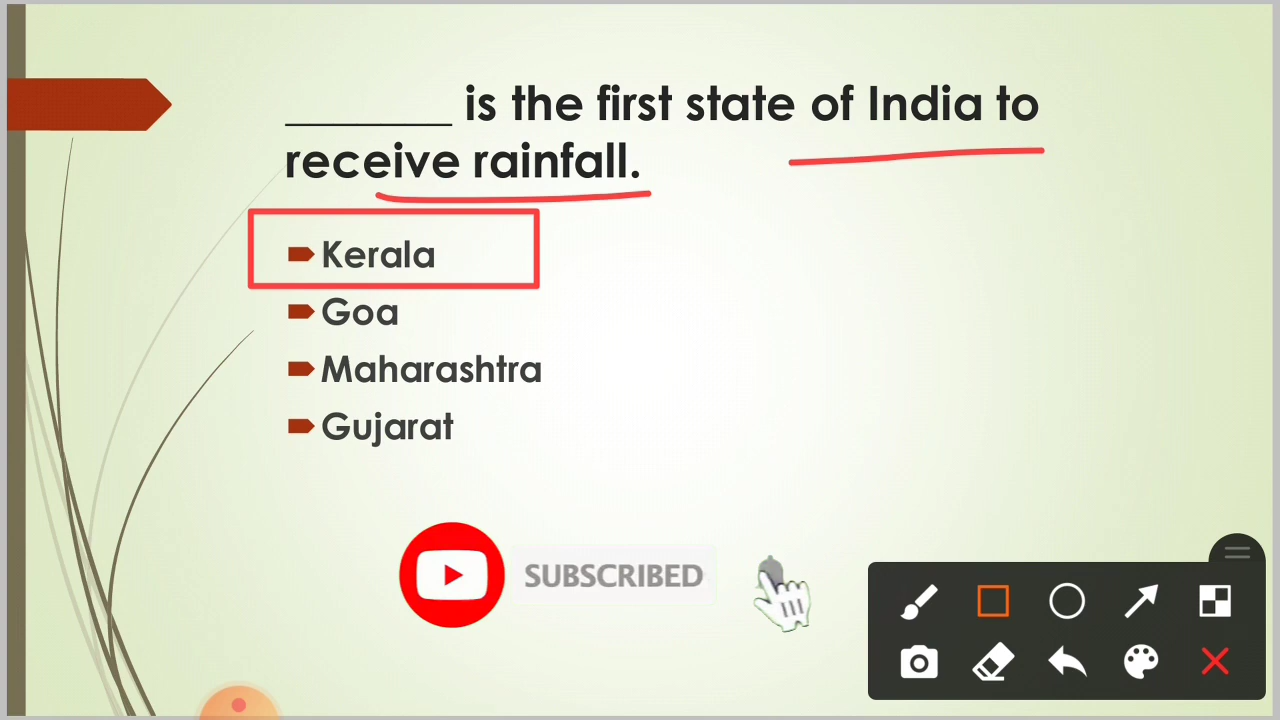 _______ is the first state of India to
receive rainfall.
Kerala
Goa
Maharashtra
Gujarat
SUBSCRIBED